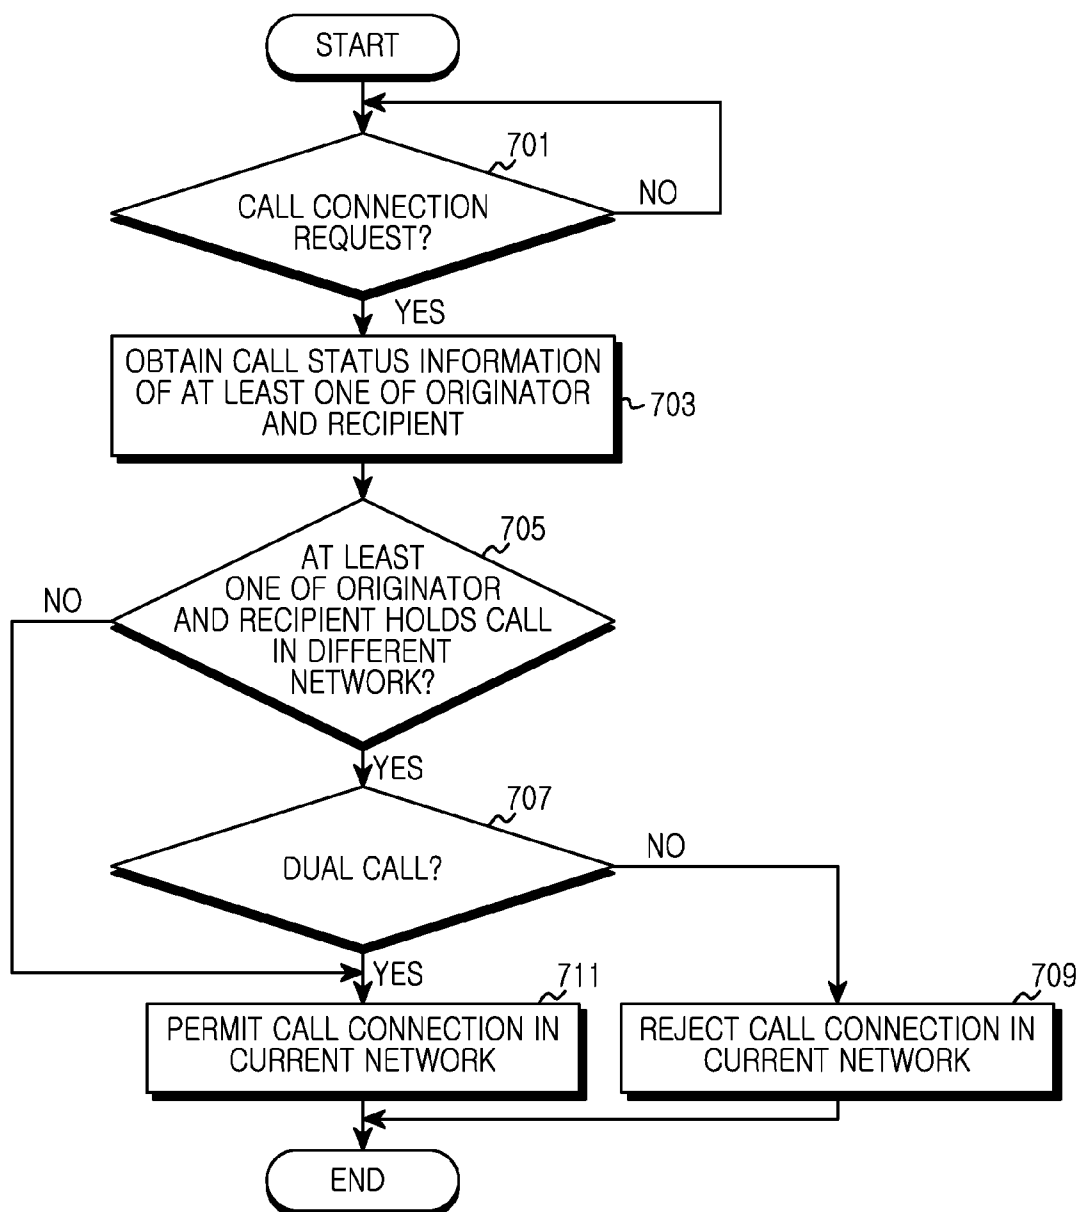 START
701
CALL CONNECTION
REQUEST?
NO
YES
OBTAIN CALL STATUS INFORMATION
OF AT LEAST ONE OF ORIGINATOR
AND RECIPIENT
703
705
AT LEAST
ONE OF ORIGINATOR
AND RECIPIENT HOLDS CALL
IN DIFFERENT
NETWORK?
NO
YES
707
DUAL CALL?
NO
YES
711
PERMIT CALL CONNECTION IN
CURRENT NETWORK
709
REJECT CALL CONNECTION IN
CURRENT NETWORK
END